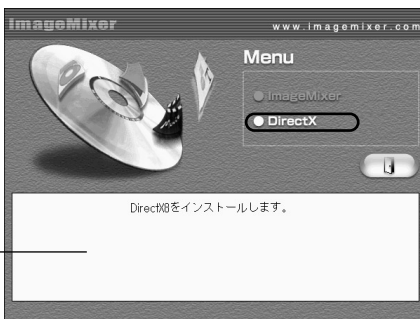 ImageMixer
www.imagemixer.com
Menu
ImageMixer
DirectX
DirectX8をインストールします。